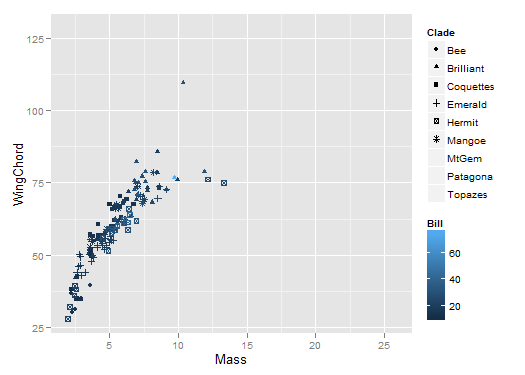 Clade
Bee
Brilliant
Coquettes
Emerald
Hermit
Mangoe
MtGem
Patagona
Topazes
Bill
60
40
20
WingChord
125
100
75
50
25
5
10
15
20
25
Mass